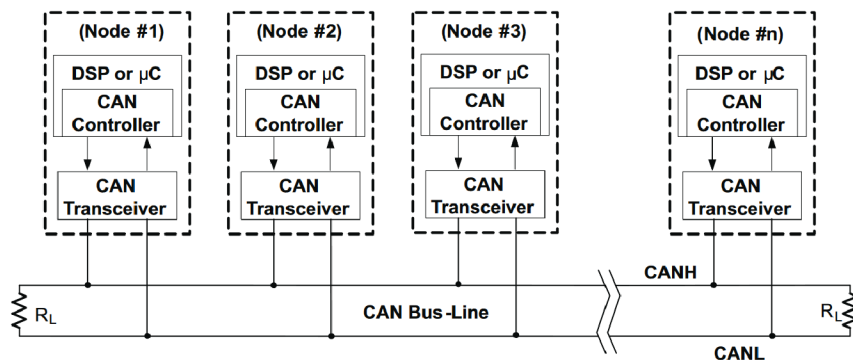 (Node #1)
(Node #2)
(Node #3)
(Node #n)
DSP or µC
DSP or µC
DSP or µC
DSP or µC
CAN
Controller
CAN
Controller
CAN
Controller
CAN
Controller
CAN
Transceiver
CAN
Transceiver
CAN
Transceiver
CAN
Transceiver
CANH
RL
CAN Bus-Line
RL
CANL